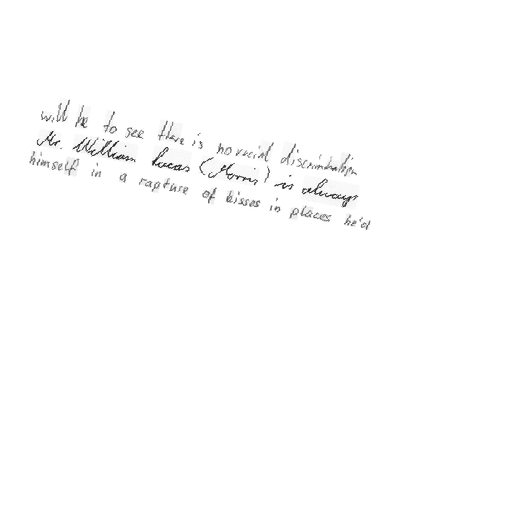 will be to see there is no racial discrimination
Mr. William Lucas (Morris) is always
himself in a rapture of kisses in places he'd